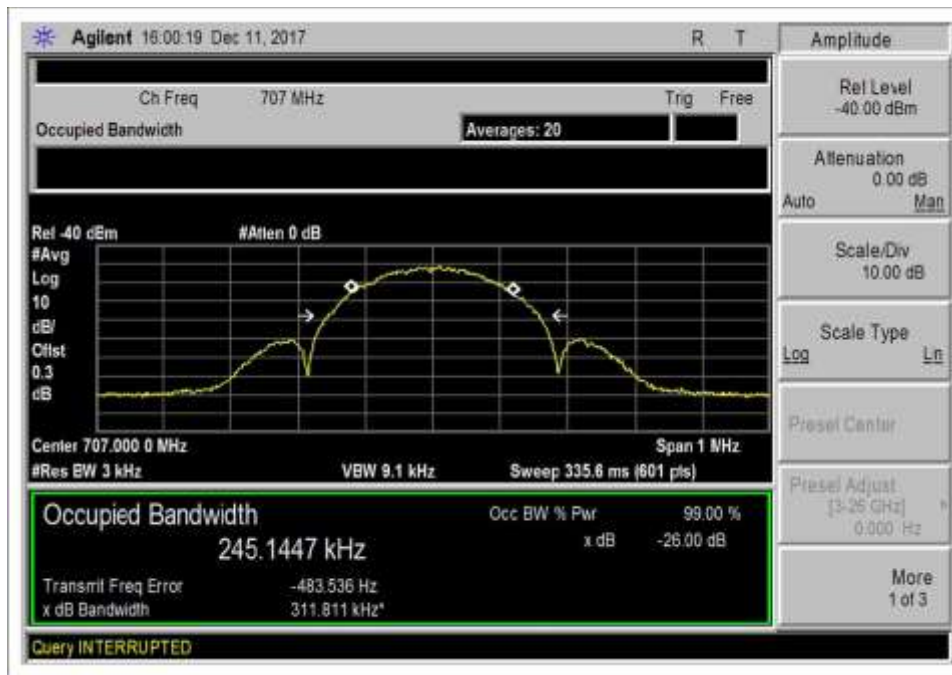 Agilent 16:00:19 Dec 11, 2017 R T
Ch Freq 707 MHz Trig Free
Occupied Bandwidth Averages: 20
Ref -40 dBm #Atten 0 dB
#Avg
Log
10
dB/
Offst
0.3
dB
Center 707.000 0 MHz Span 1 MHz
#Res BW 3 kHz VBW 9.1 kHz Sweep 335.6 ms (601 pts)
Occupied Bandwidth Occ BW % Pwr 99.00 %
245.1447 kHz x dB -26.00 dB
Transmit Freq Error -483.536 Hz
x dB Bandwidth 311.811 kHz*
Query INTERRUPTED
Amplitude
Ref Level
-40.00 dBm
Attenuation
0.00 dB
Auto Man
Scale/Div
10.00 dB
Scale Type
Log Lin
Presel Center
Presel Adjust
[3-26 GHz]
0.000 Hz
More
1 of 3